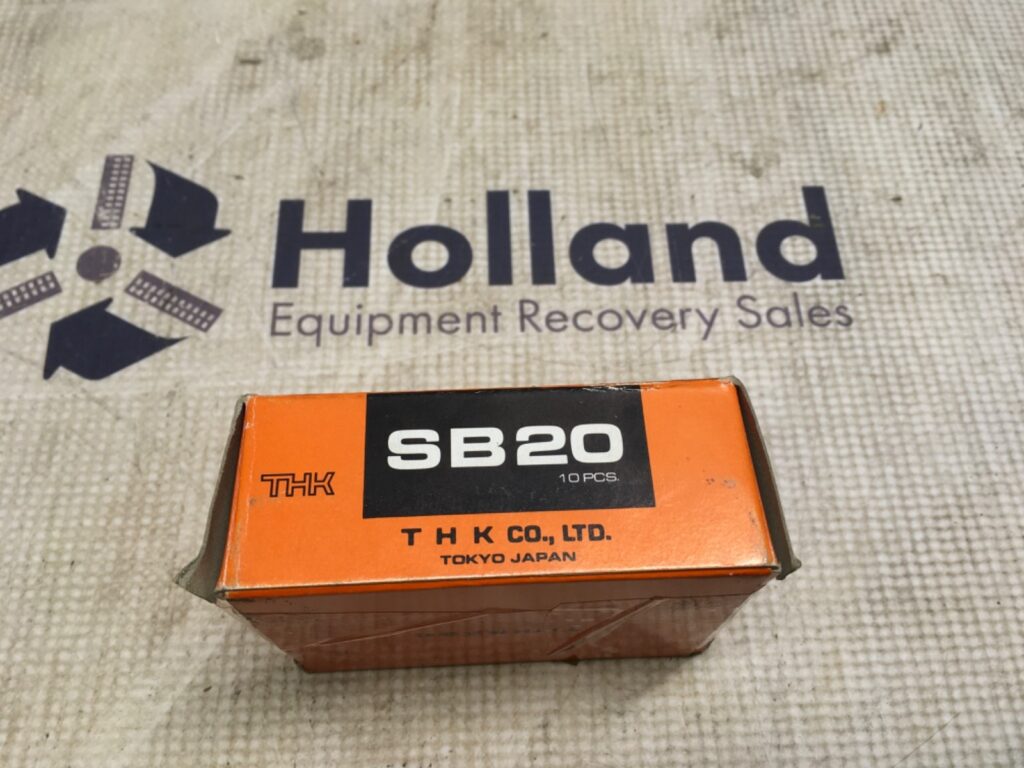 Holland
Equipment Recovery Sales
SB20
10 PCS.
THK
T H K CO., LTD.
TOKYO JAPAN